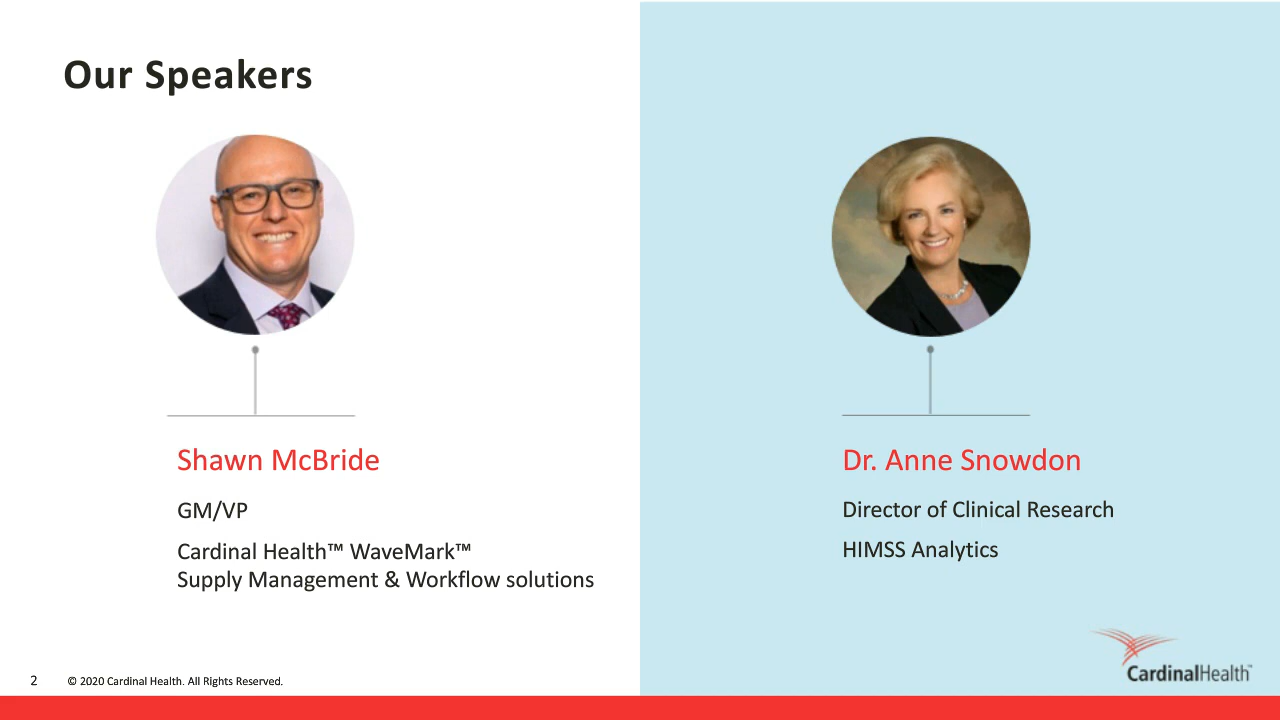 Our Speakers
Shawn McBride
GM/VP
Cardinal Health™ WaveMark™
Supply Management & Workflow solutions
Dr. Anne Snowdon
Director of Clinical Research
HIMSS Analytics
CardinalHealth™
2 © 2020 Cardinal Health. All Rights Reserved.